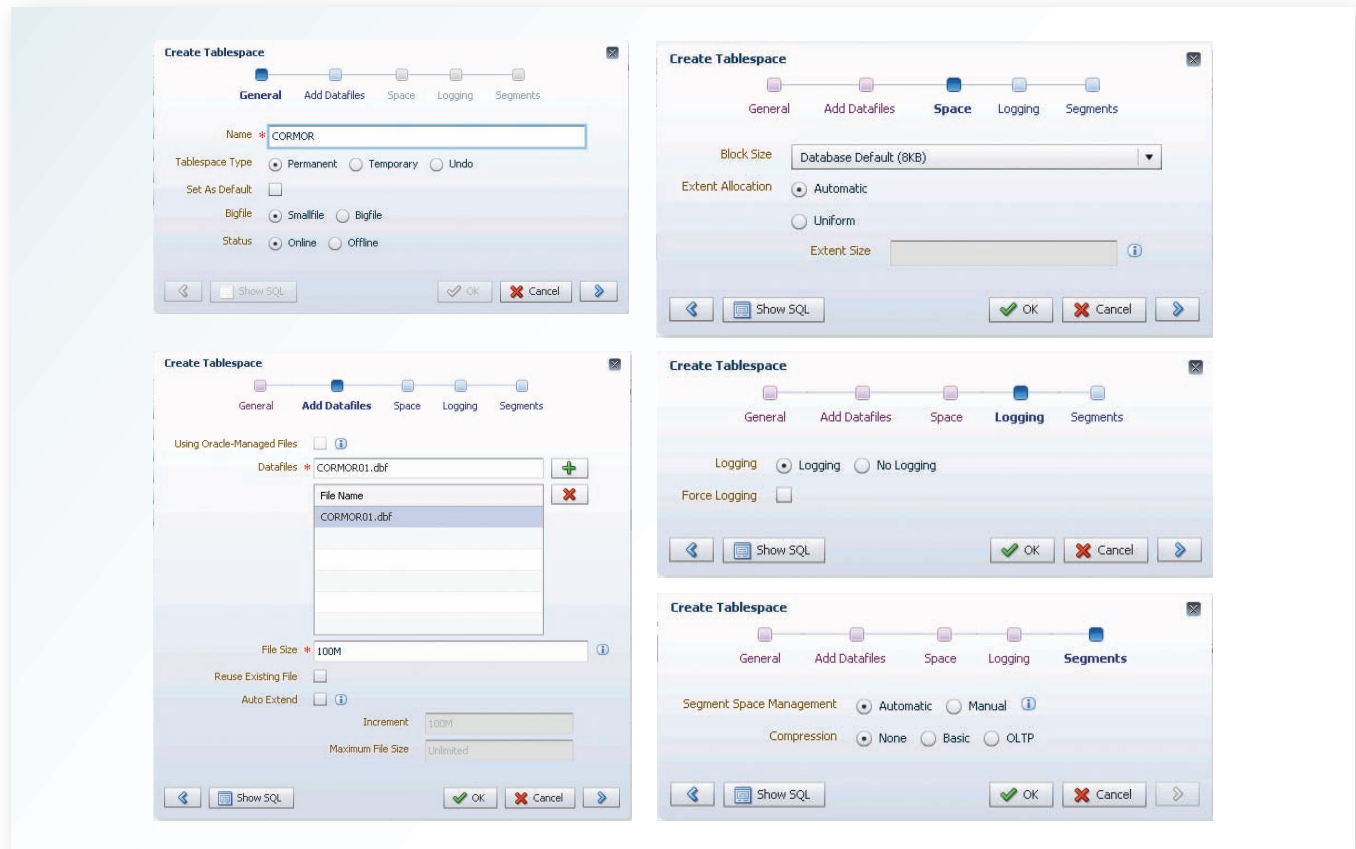 Create Tablespace
General Add Datafiles Space Logging Segments
Name * CORMOR
Tablespace Type Permanent Temporary Undo
Set As Default
Bigfile Smallfile Bigfile
Status Online Offline
Show SQL OK Cancel
Create Tablespace
General Add Datafiles Space Logging Segments
Using Oracle-Managed Files
Datafiles * CORMOR01.dbf
File Name
CORMOR01.dbf
File Size * 100M
Reuse Existing File
Auto Extend
Increment 100M
Maximum File Size Unlimited
Show SQL OK Cancel
Create Tablespace
General Add Datafiles Space Logging Segments
Block Size Database Default (8KB)
Extent Allocation Automatic
Uniform
Extent Size
Show SQL OK Cancel
Create Tablespace
General Add Datafiles Space Logging Segments
Logging Logging No Logging
Force Logging
Show SQL OK Cancel
Create Tablespace
General Add Datafiles Space Logging Segments
Segment Space Management Automatic Manual
Compression None Basic OLTP
Show SQL OK Cancel